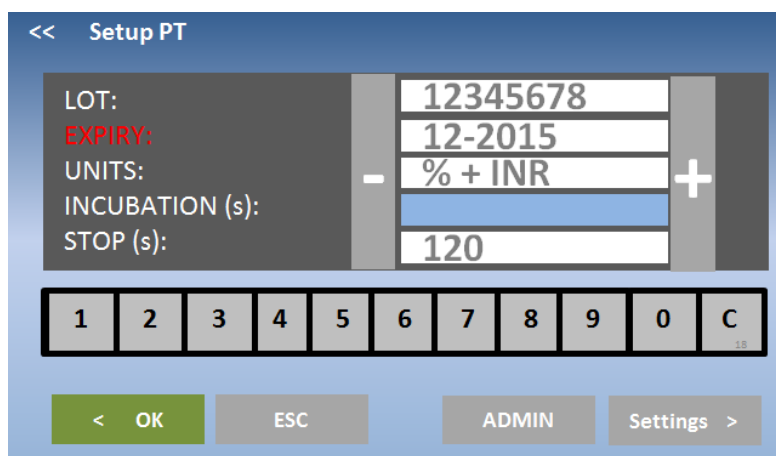 << Setup PT
LOT: 12345678
EXPIRY: 12-2015
UNITS: % + INR
INCUBATION (s):
STOP (s): 120
- +
1 2 3 4 5 6 7 8 9 0 C
18
< OK ESC ADMIN Settings >